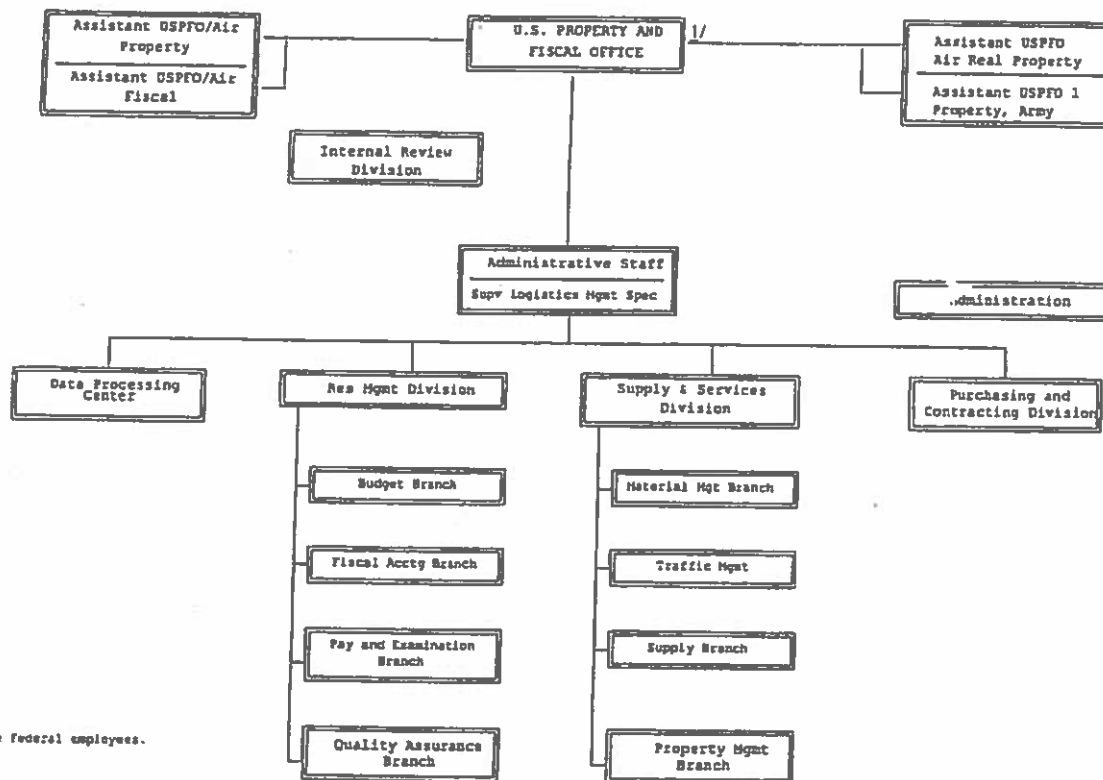 Assistant USPFO/Air
Property
Assistant USPFO/Air
Fiscal
U.S. PROPERTY AND
FISCAL OFFICE
1/
Assistant USPFO
Air Real Property
Assistant USPFO 1
Property, Army
Internal Review
Division
Administrative Staff
Supv Logistics Mgmt Spec
dministration
Data Processing
Center
Res Mgmt Division
Supply & Services
Division
Purchasing and
Contracting Division
Budget Branch
Material Mgt Branch
Fiscal Acctg Branch
Traffic Mgmt
Pay and Examination
Branch
Supply Branch
Federal employees.
Quality Assurance
Branch
Property Mgmt
Branch